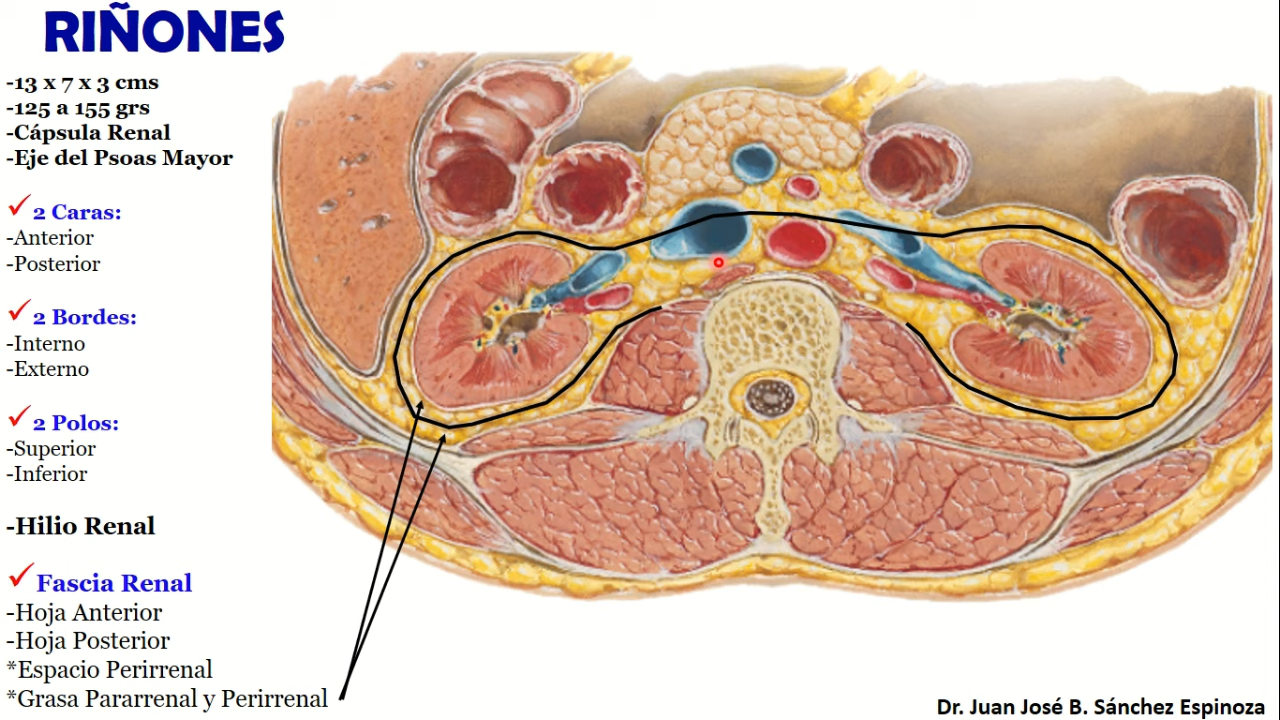 RIÑONES
-13 x 7 x 3 cms
-125 a 155 grs
-Cápsula Renal
-Eje del Psoas Mayor
2 Caras:
-Anterior
-Posterior
2 Bordes:
-Interno
-Externo
2 Polos:
-Superior
-Inferior
-Hilio Renal
Fascia Renal
-Hoja Anterior
-Hoja Posterior
*Espacio Perirrenal
*Grasa Pararrenal y Perirrenal
Dr. Juan José B. Sánchez Espinoza